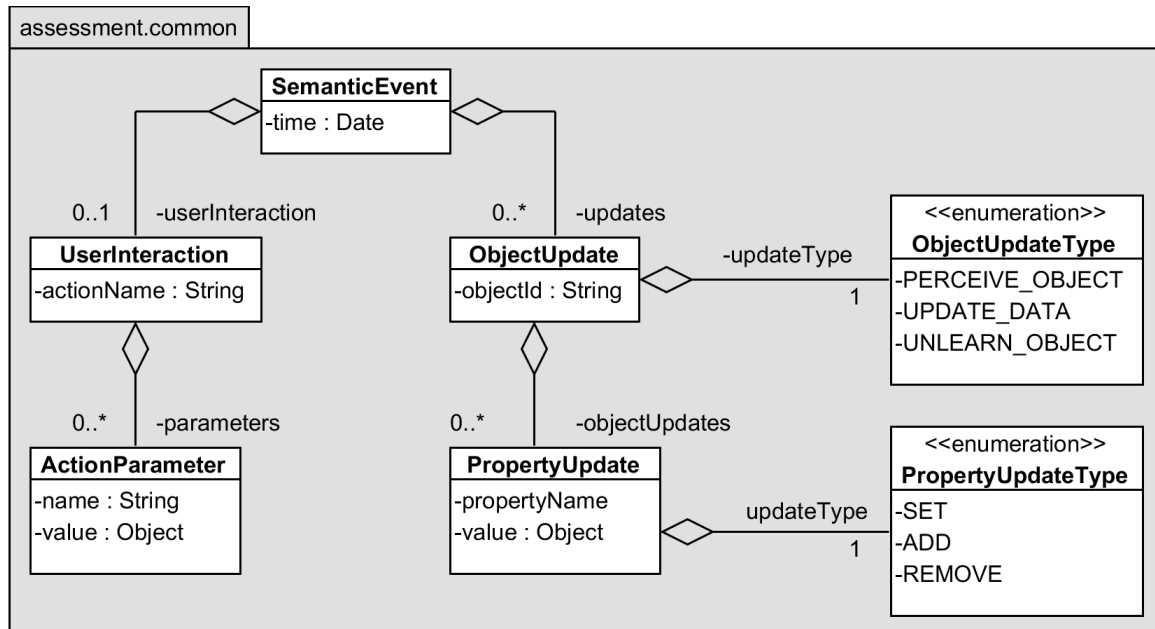 assessment.common
SemanticEvent
-time : Date
0..1
-userInteraction
0..*
-updates
UserInteraction
-actionName : String
ObjectUpdate
-objectId : String
-updateType
1
<<enumeration>>
ObjectUpdateType
-PERCEIVE_OBJECT
-UPDATE_DATA
-UNLEARN_OBJECT
0..*
-parameters
0..*
-objectUpdates
ActionParameter
-name : String
-value : Object
PropertyUpdate
-propertyName
-value : Object
updateType
1
<<enumeration>>
PropertyUpdateType
-SET
-ADD
-REMOVE